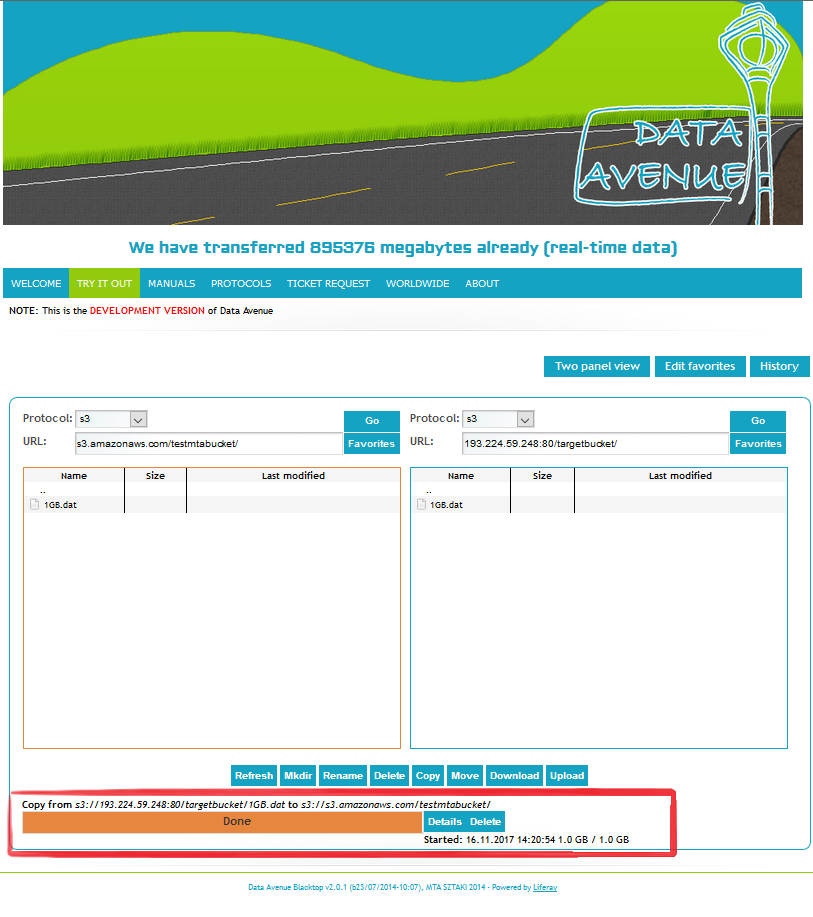 DATA
AVENUE
We have transferred 895376 megabytes already (real-time data)
WELCOME TRY IT OUT MANUALS PROTOCOLS TICKET REQUEST WORLDWIDE ABOUT
NOTE: This is the DEVELOPMENT VERSION of Data Avenue
Two panel view Edit favorites History
Protocol: s3 Go Protocol: s3 Go
URL: s3.amazonaws.com/testmtabucket/ Favorites URL: 193.224.59.248:80/targetbucket/ Favorites
Name Size Last modified Name Size Last modified
.. ..
1GB.dat 1GB.dat
Refresh Mkdir Rename Delete Copy Move Download Upload
Copy from s3://193.224.59.248:80/targetbucket/1GB.dat to s3://s3.amazonaws.com/testmtabucket/
Done Details Delete
Started: 16.11.2017 14:20:54 1.0 GB / 1.0 GB
Data Avenue Blacktop v2.0.1 (b23/07/2014-10:07), MTA SZTAKI 2014 - Powered by Liferay